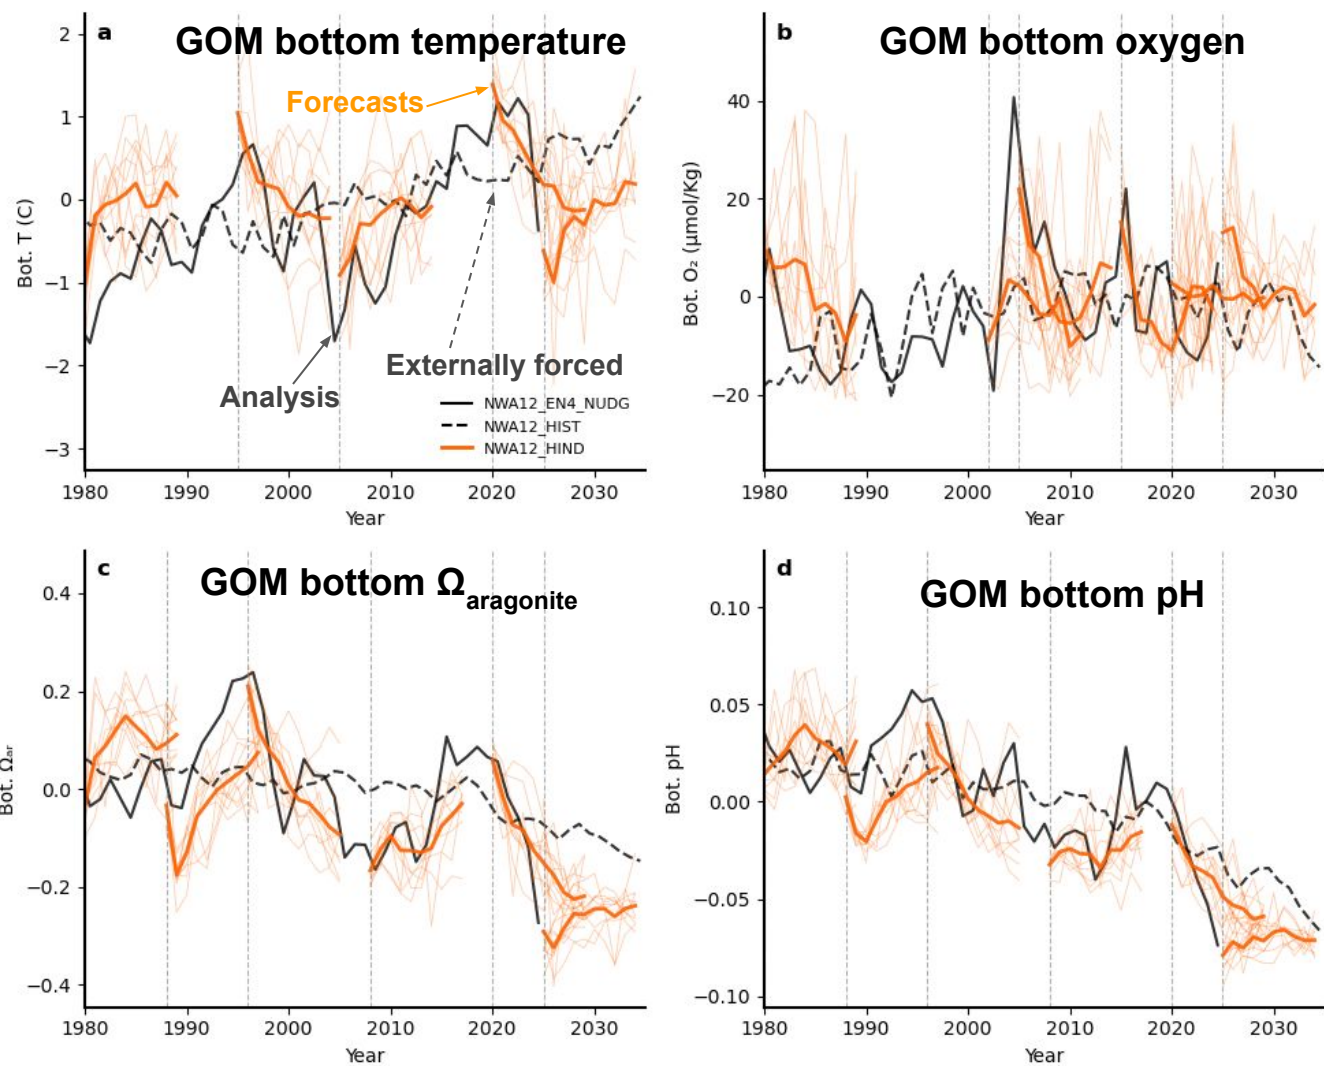 a GOM bottom temperature
Forecasts
Analysis
Externally forced
NWA12_EN4_NUDG
NWA12_HIST
NWA12_HIND
Bot. T (C)
2
1
0
−1
−2
−3
1980 1990 2000 2010 2020 2030
Year
b GOM bottom oxygen
Bot. O₂ (μmol/Kg)
40
20
0
−20
1980 1990 2000 2010 2020 2030
Year
c GOM bottom Ωaragonite
Bot. Ωₐᵣ
0.4
0.2
0.0
−0.2
−0.4
1980 1990 2000 2010 2020 2030
Year
d GOM bottom pH
Bot. pH
0.10
0.05
0.00
−0.05
−0.10
1980 1990 2000 2010 2020 2030
Year